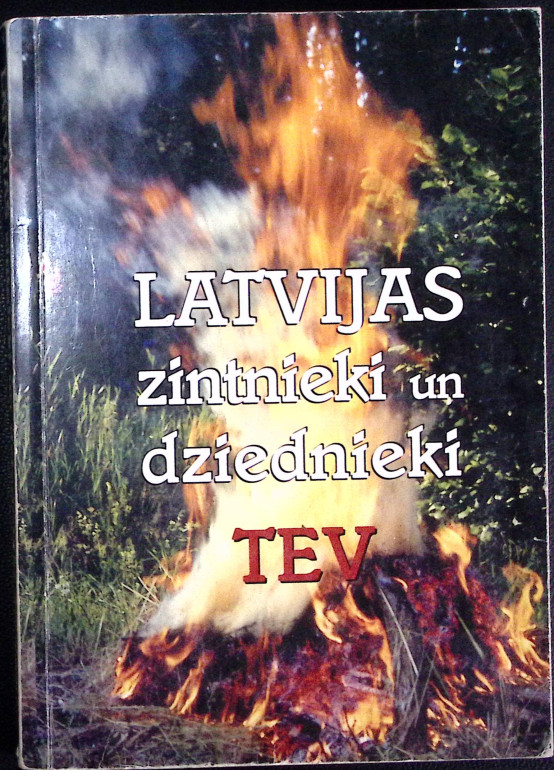 LATVIJAS
zintnieki un
dziednieki
TEV